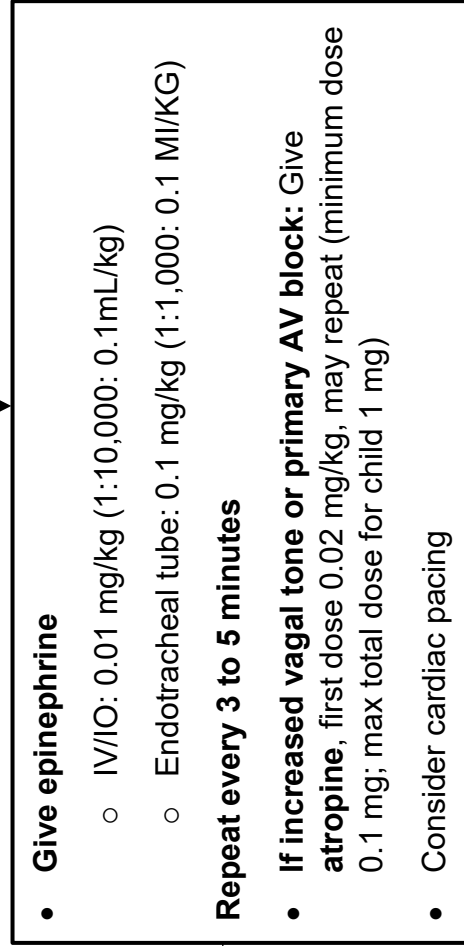 • Give epinephrine
○ IV/IO: 0.01 mg/kg (1:10,000: 0.1mL/kg)
○ Endotracheal tube: 0.1 mg/kg (1:1,000: 0.1 Ml/KG)
Repeat every 3 to 5 minutes
• If increased vagal tone or primary AV block: Give
atropine, first dose 0.02 mg/kg, may repeat (minimum dose
0.1 mg; max total dose for child 1 mg)
• Consider cardiac pacing